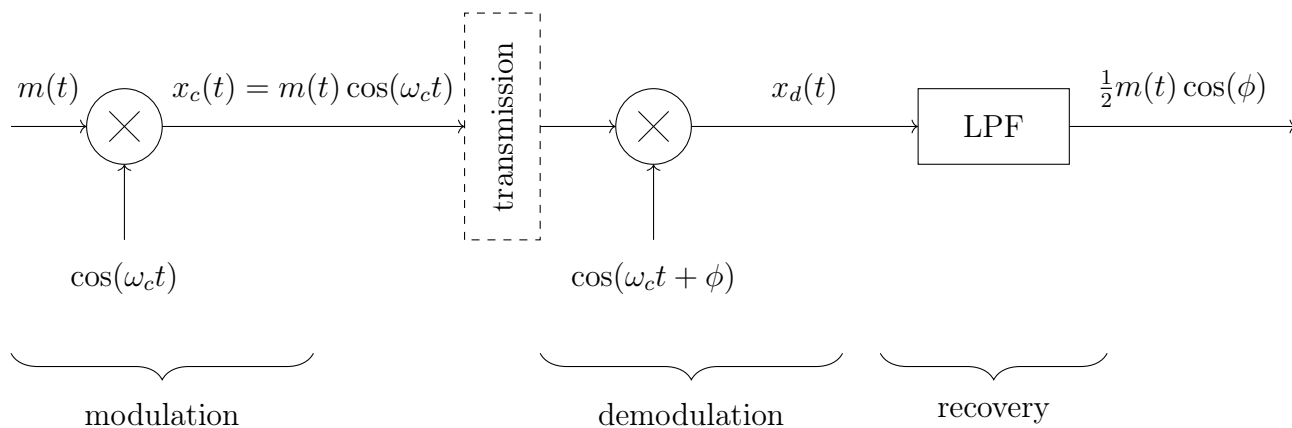 m(t)
x_c(t) = m(t) cos(ω_c t)
transmission
x_d(t)
LPF
½m(t) cos(ϕ)
cos(ω_c t)
cos(ω_c t + ϕ)
modulation
demodulation
recovery